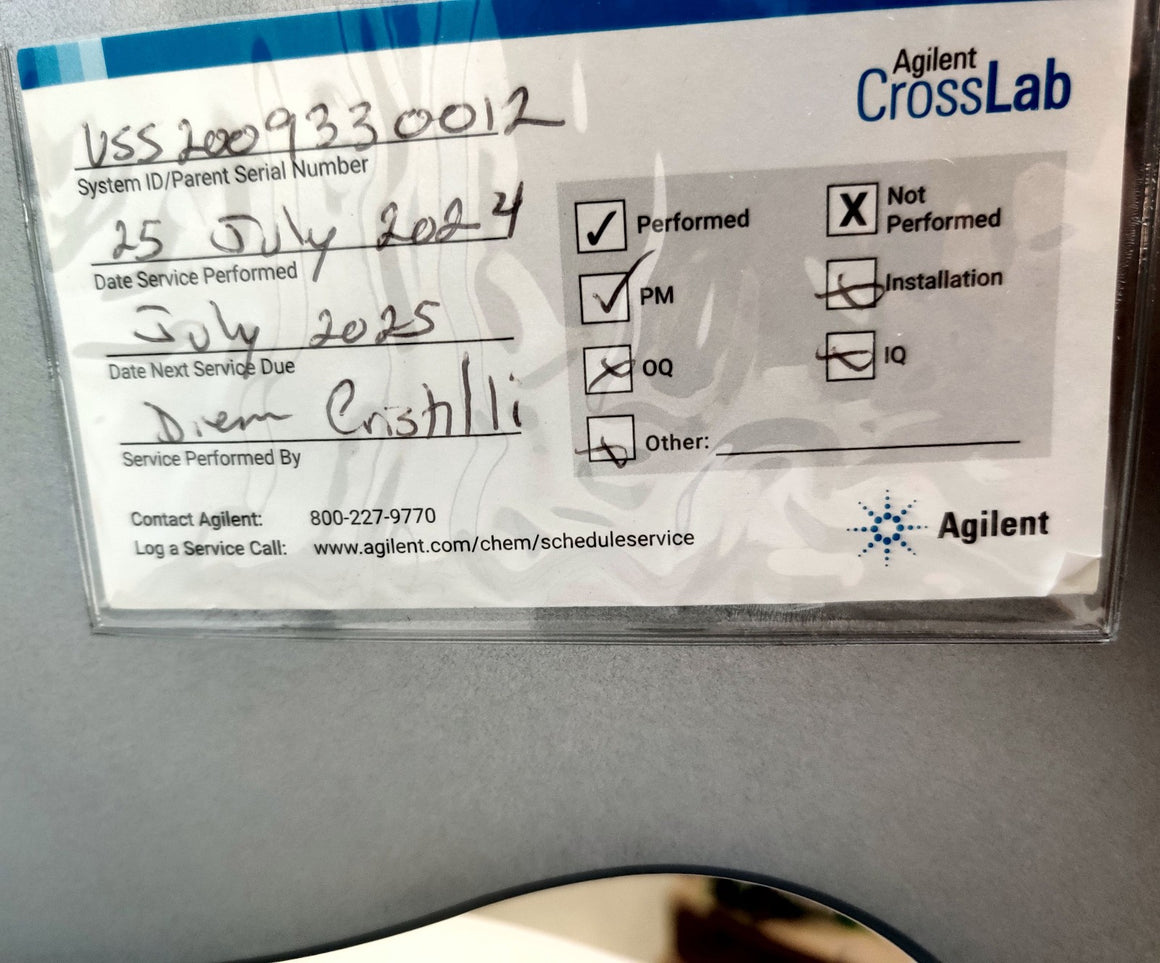 Agilent
CrossLab
VSS2009330012
System ID/Parent Serial Number
25 July 2024
Date Service Performed
July 2025
Date Next Service Due
Diem Cristilli
Service Performed By
✓ Performed
X Not Performed
✓ PM
X Installation
X OQ
X IQ
X Other:
Contact Agilent: 800-227-9770
Log a Service Call: www.agilent.com/chem/scheduleservice
Agilent